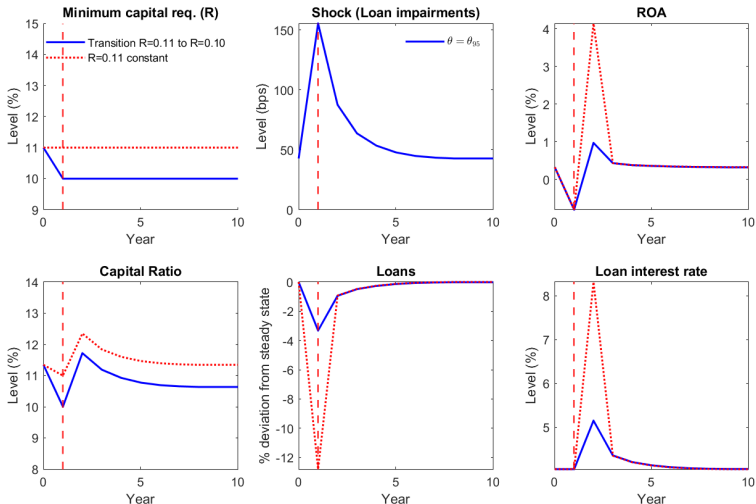 Minimum capital req. (R)
15
14
13
12
11
10
9
Level (%)
Transition R=0.11 to R=0.10
R=0.11 constant
0
5
10
Year
Shock (Loan impairments)
150
100
50
0
Level (bps)
θ = θ95
0
5
10
Year
ROA
4
3
2
1
0
Level (%)
0
5
10
Year
Capital Ratio
14
13
12
11
10
9
8
Level (%)
0
5
10
Year
Loans
0
-2
-4
-6
-8
-10
-12
% deviation from steady state
0
5
10
Year
Loan interest rate
8
7
6
5
4
Level (%)
0
5
10
Year